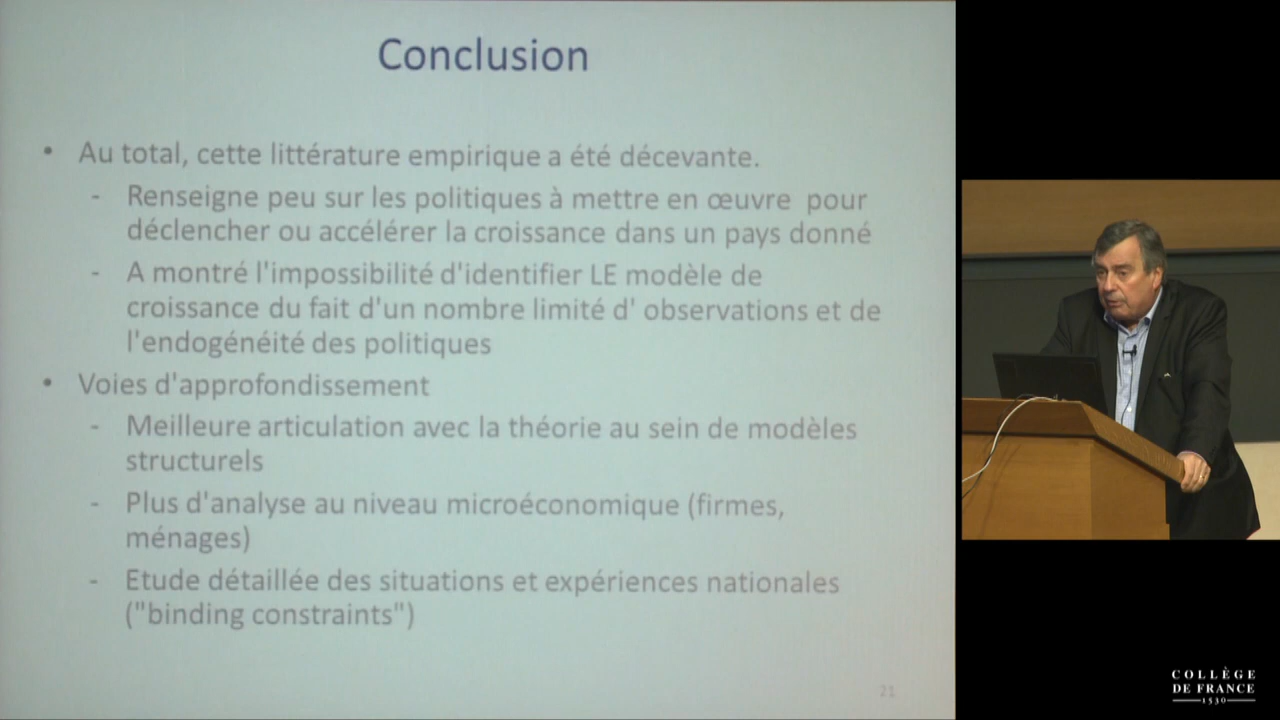 Conclusion
• Au total, cette littérature empirique a été décevante.
- Renseigne peu sur les politiques à mettre en œuvre pour
déclencher ou accélérer la croissance dans un pays donné
- A montré l'impossibilité d'identifier LE modèle de
croissance du fait d'un nombre limité d' observations et de
l'endogénéité des politiques
• Voies d'approfondissement
- Meilleure articulation avec la théorie au sein de modèles
structurels
- Plus d'analyse au niveau microéconomique (firmes,
ménages)
- Etude détaillée des situations et expériences nationales
("binding constraints")
21
COLLÈGE
DE FRANCE
1530